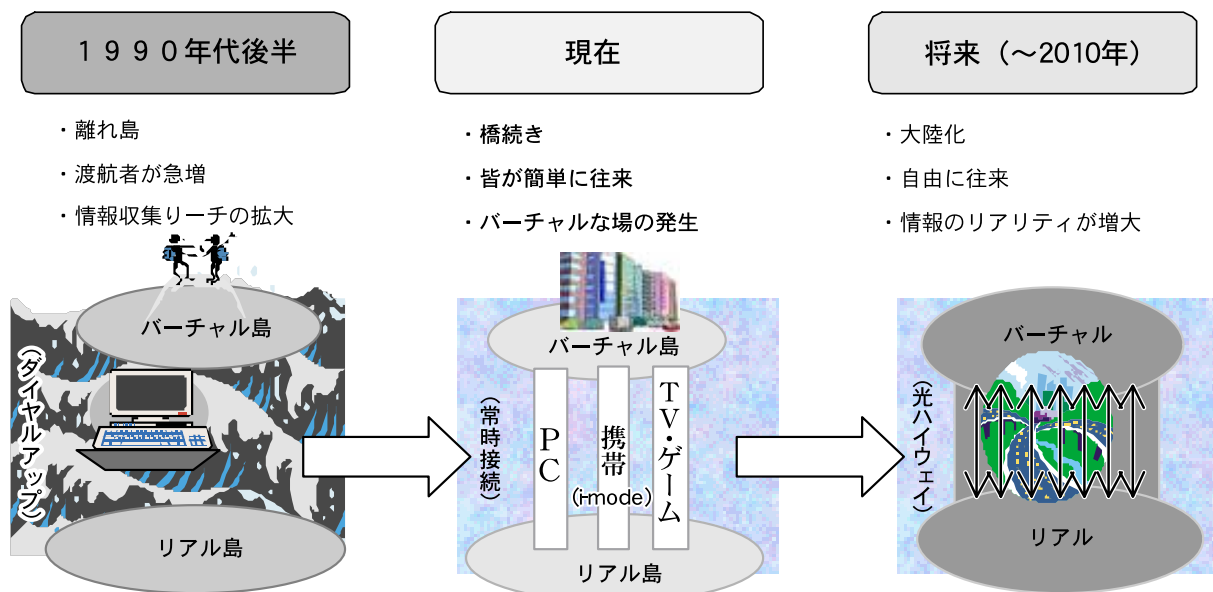 １９９０年代後半
・離れ島
・渡航者が急増
・情報収集りーチの拡大
バーチャル島
（ダイヤルアップ）
リアル島
現在
・橋続き
・皆が簡単に往来
・バーチャルな場の発生
バーチャル島
（常時接続）
PC
携帯
（i-mode）
TV・ゲーム
リアル島
将来（～2010年）
・大陸化
・自由に往来
・情報のリアリティが増大
バーチャル
（光ハイウェイ）
リアル